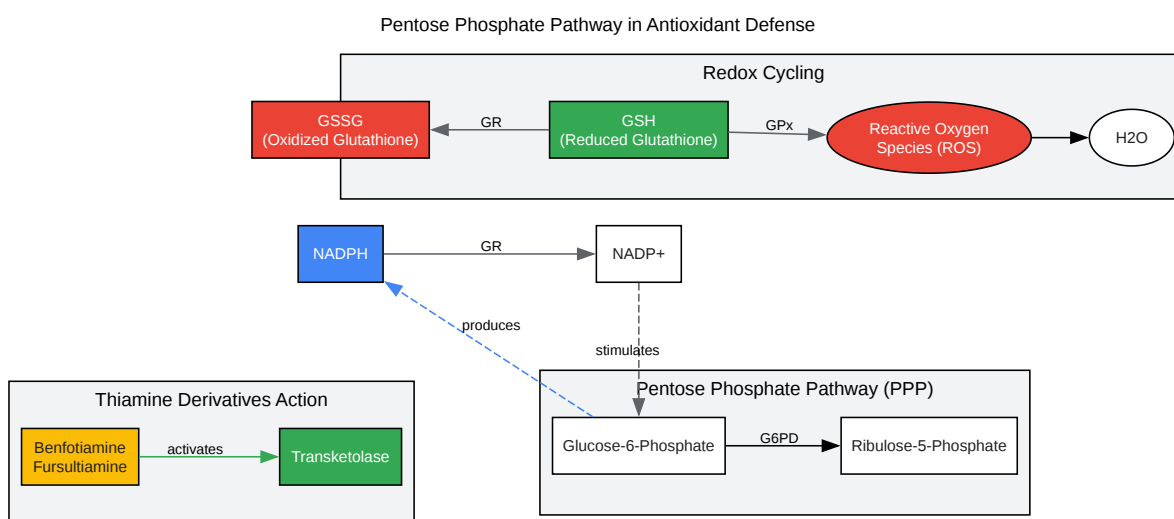 Pentose Phosphate Pathway in Antioxidant Defense
Redox Cycling
GSSG
(Oxidized Glutathione)
GR
GSH
(Reduced Glutathione)
GPx
Reactive Oxygen
Species (ROS)
H2O
NADPH
GR
NADP+
produces
stimulates
Thiamine Derivatives Action
Benfotiamine
Fursultiamine
activates
Transketolase
Pentose Phosphate Pathway (PPP)
Glucose-6-Phosphate
G6PD
Ribulose-5-Phosphate